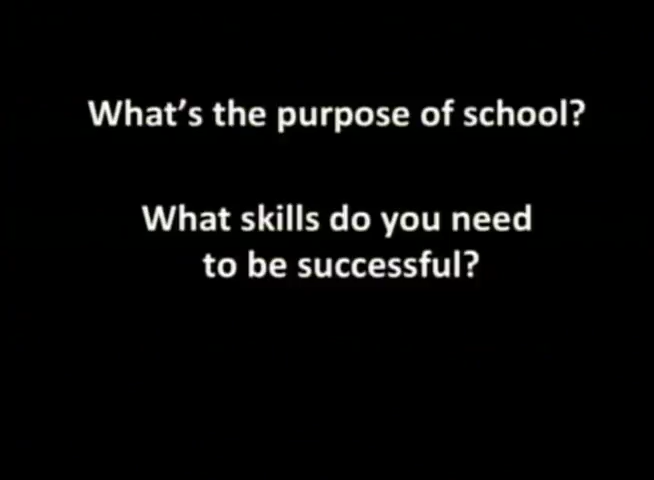 What’s the purpose of school?
What skills do you need
to be successful?